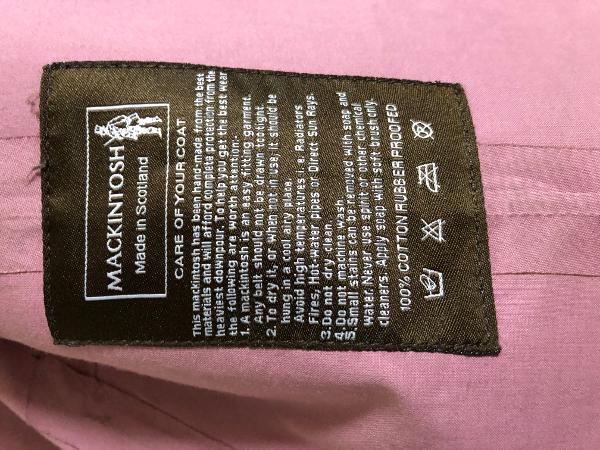 MACKINTOSH
Made in Scotland
CARE OF YOUR COAT
This mackintosh has been hand-made from the best
materials and will afford complete protection from the
heaviest downpour. To help you get the best wear
the following are worth attention:-
1. A mackintosh is an easy fitting garment.
Any belt should not be drawn too tight.
2. To dry it, or when not in use, it should be
hung in a cool airy place.
Avoid high temperatures i.e. Radiators
Fires, Hot-water pipes or Direct Sun Rays.
3. Do not dry clean.
4. Do not machine wash.
5. Small stains can be removed with soap and
water. Never use spirit or other chemical
cleaners. Apply soap with soft brush only.
100% COTTON RUBBER PROOFED